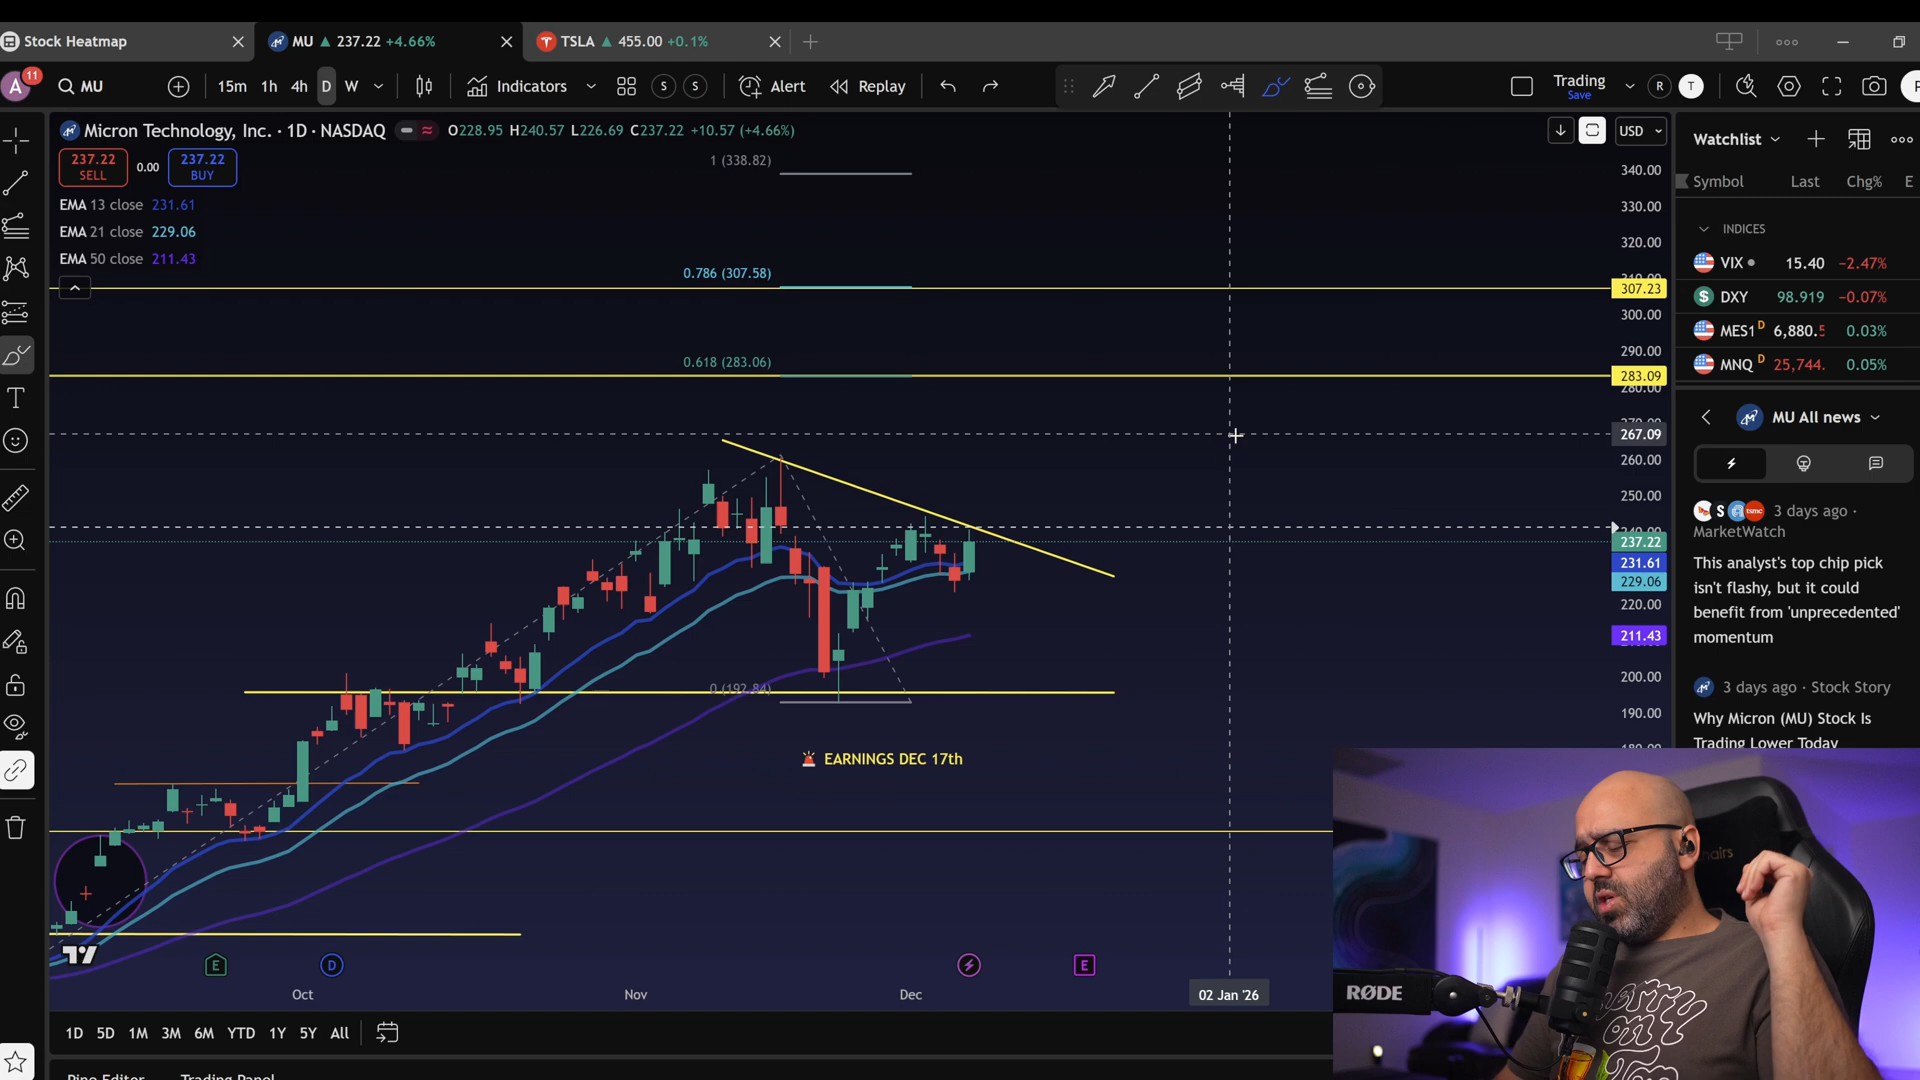 Stock Heatmap
MU 237.22 +4.66%
TSLA 455.00 +0.1%
A 11
MU
15m 1h 4h D W
Indicators
S S
Alert
Replay
Trading
Save
R T
Micron Technology, Inc. · 1D · NASDAQ
O228.95 H240.57 L226.69 C237.22 +10.57 (+4.66%)
237.22
SELL
0.00
237.22
BUY
EMA 13 close 231.61
EMA 21 close 229.06
EMA 50 close 211.43
1 (338.82)
0.786 (307.58)
0.618 (283.06)
0 (192.84)
🚨 EARNINGS DEC 17th
USD
340.00
330.00
320.00
307.23
300.00
290.00
283.09
280.00
267.09
260.00
250.00
240.00
237.22
231.61
229.06
220.00
211.43
200.00
190.00
E D E
Oct Nov Dec 02 Jan '26
1D 5D 1M 3M 6M YTD 1Y 5Y All
Pine Editor Trading Panel
Watchlist
Symbol Last Chg% E
INDICES
VIX 15.40 −2.47%
DXY 98.919 −0.07%
MES1 D 6,880.5 0.03%
MNQ D 25,744. 0.05%
MU All news
3 days ago ·
MarketWatch
This analyst's top chip pick
isn't flashy, but it could
benefit from 'unprecedented'
momentum
3 days ago · Stock Story
Why Micron (MU) Stock Is
Trading Lower Today
RØDE